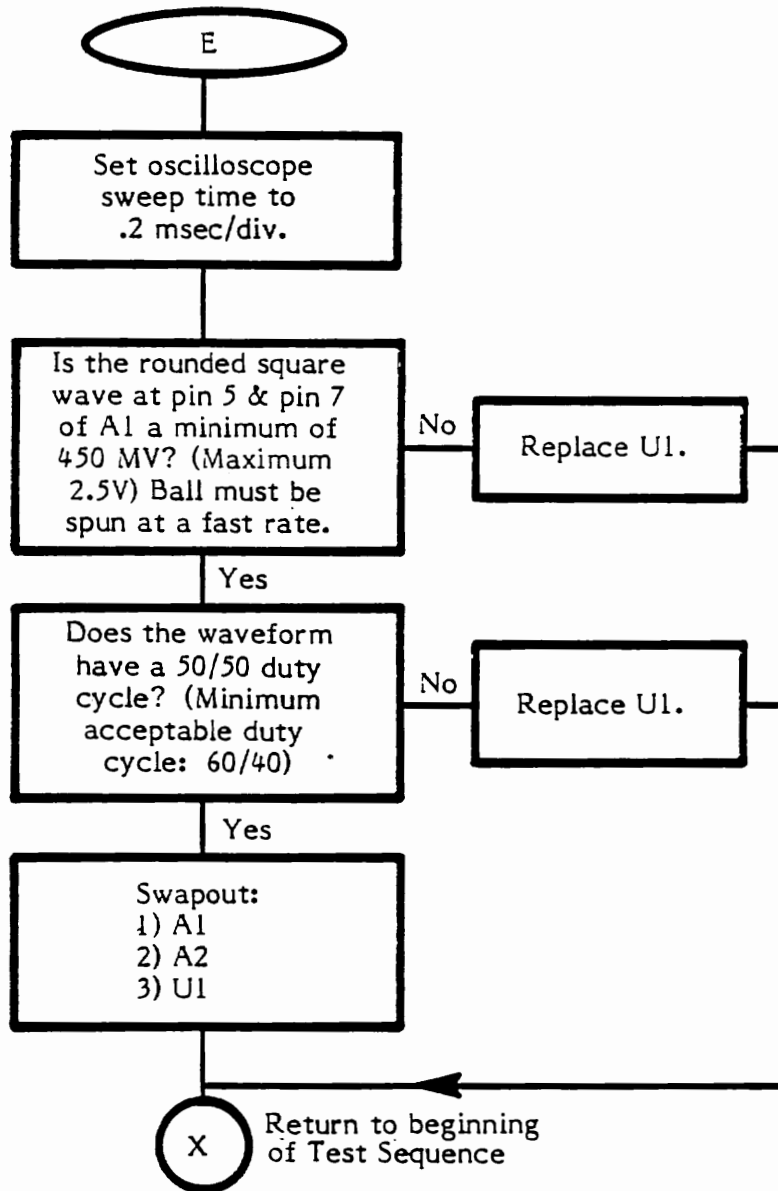 E
Set oscilloscope
sweep time to
.2 msec/div.
Is the rounded square
wave at pin 5 & pin 7
of A1 a minimum of
450 MV? (Maximum
2.5V) Ball must be
spun at a fast rate.
No
Replace U1.
Yes
Does the waveform
have a 50/50 duty
cycle? (Minimum
acceptable duty
cycle: 60/40)
No
Replace U1.
Yes
Swapout:
1) A1
2) A2
3) U1
X
Return to beginning
of Test Sequence